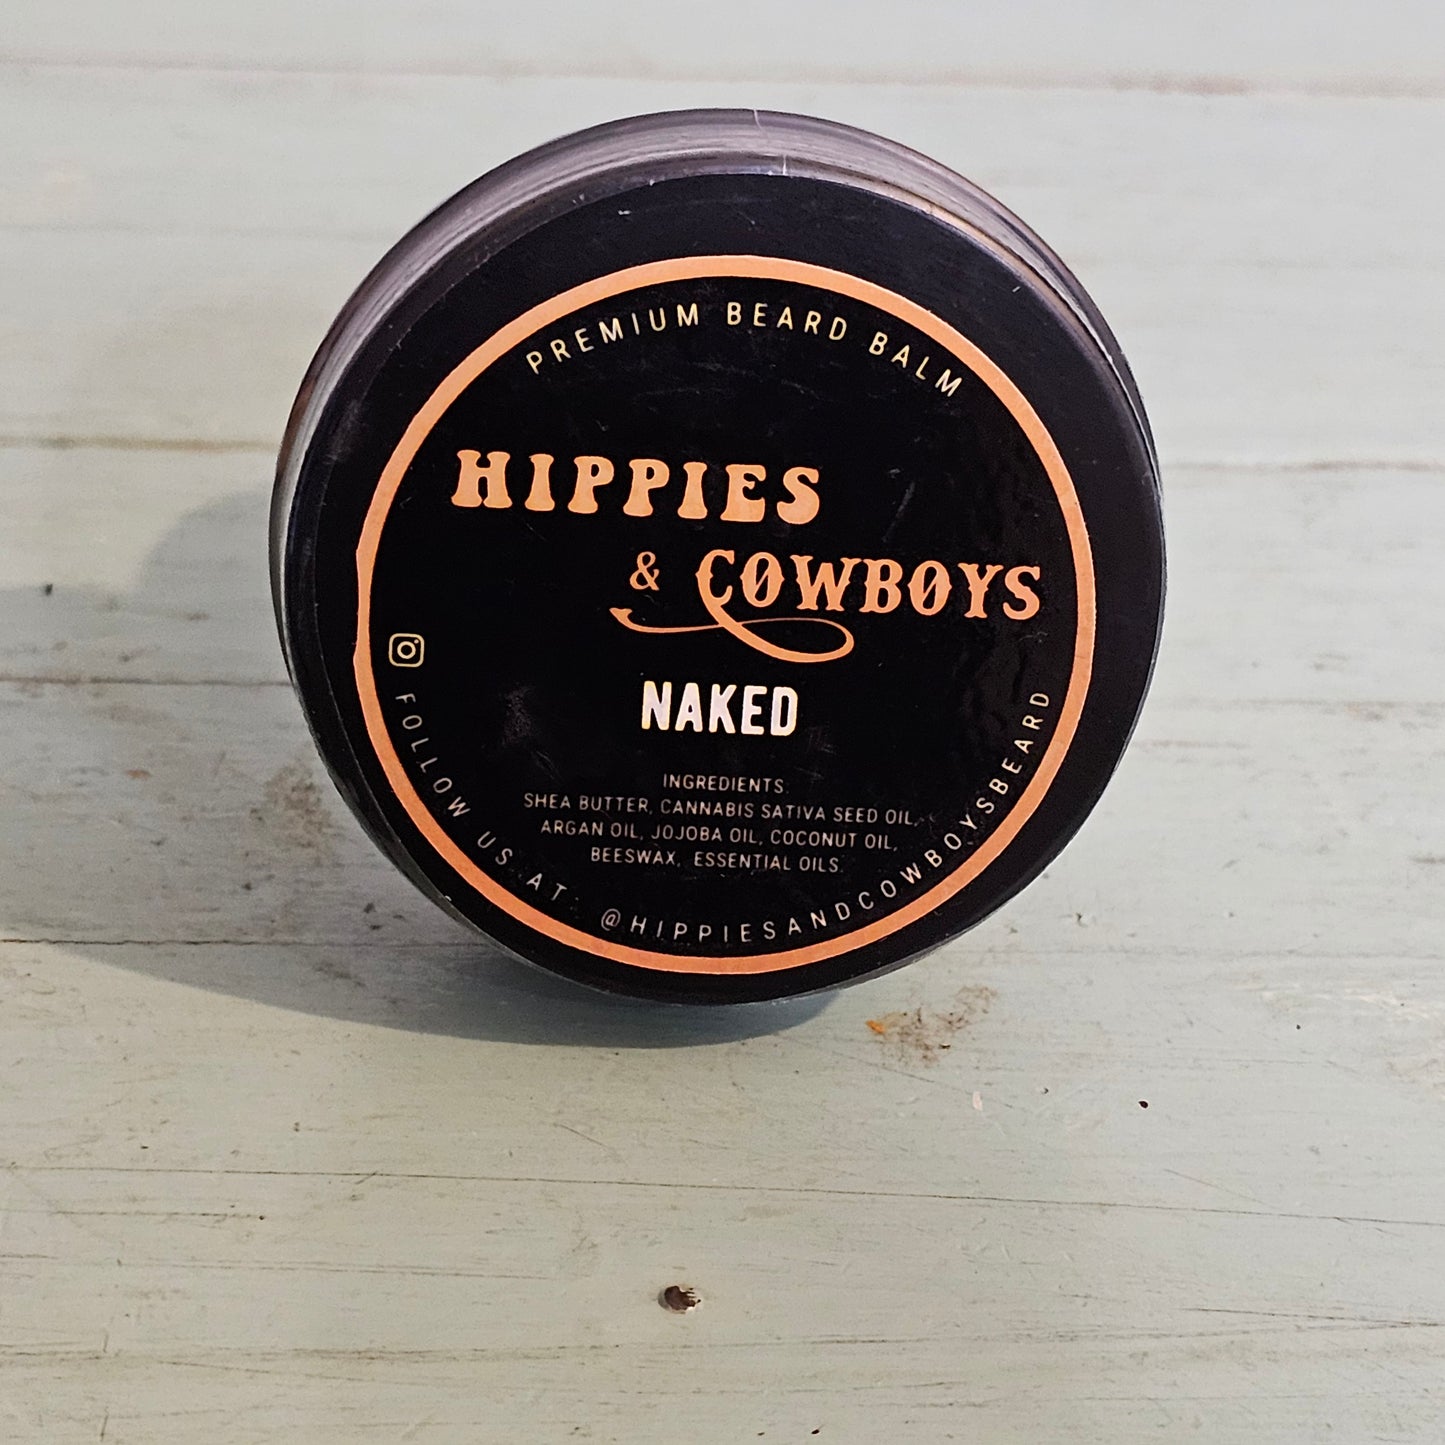 PREMIUM BEARD BALM
HIPPIES
& COWBOYS
NAKED
INGREDIENTS:
SHEA BUTTER, CANNABIS SATIVA SEED OIL,
ARGAN OIL, JOJOBA OIL, COCONUT OIL,
BEESWAX, ESSENTIAL OILS.
FOLLOW US AT: @HIPPIESANDCOWBOYSBEARD